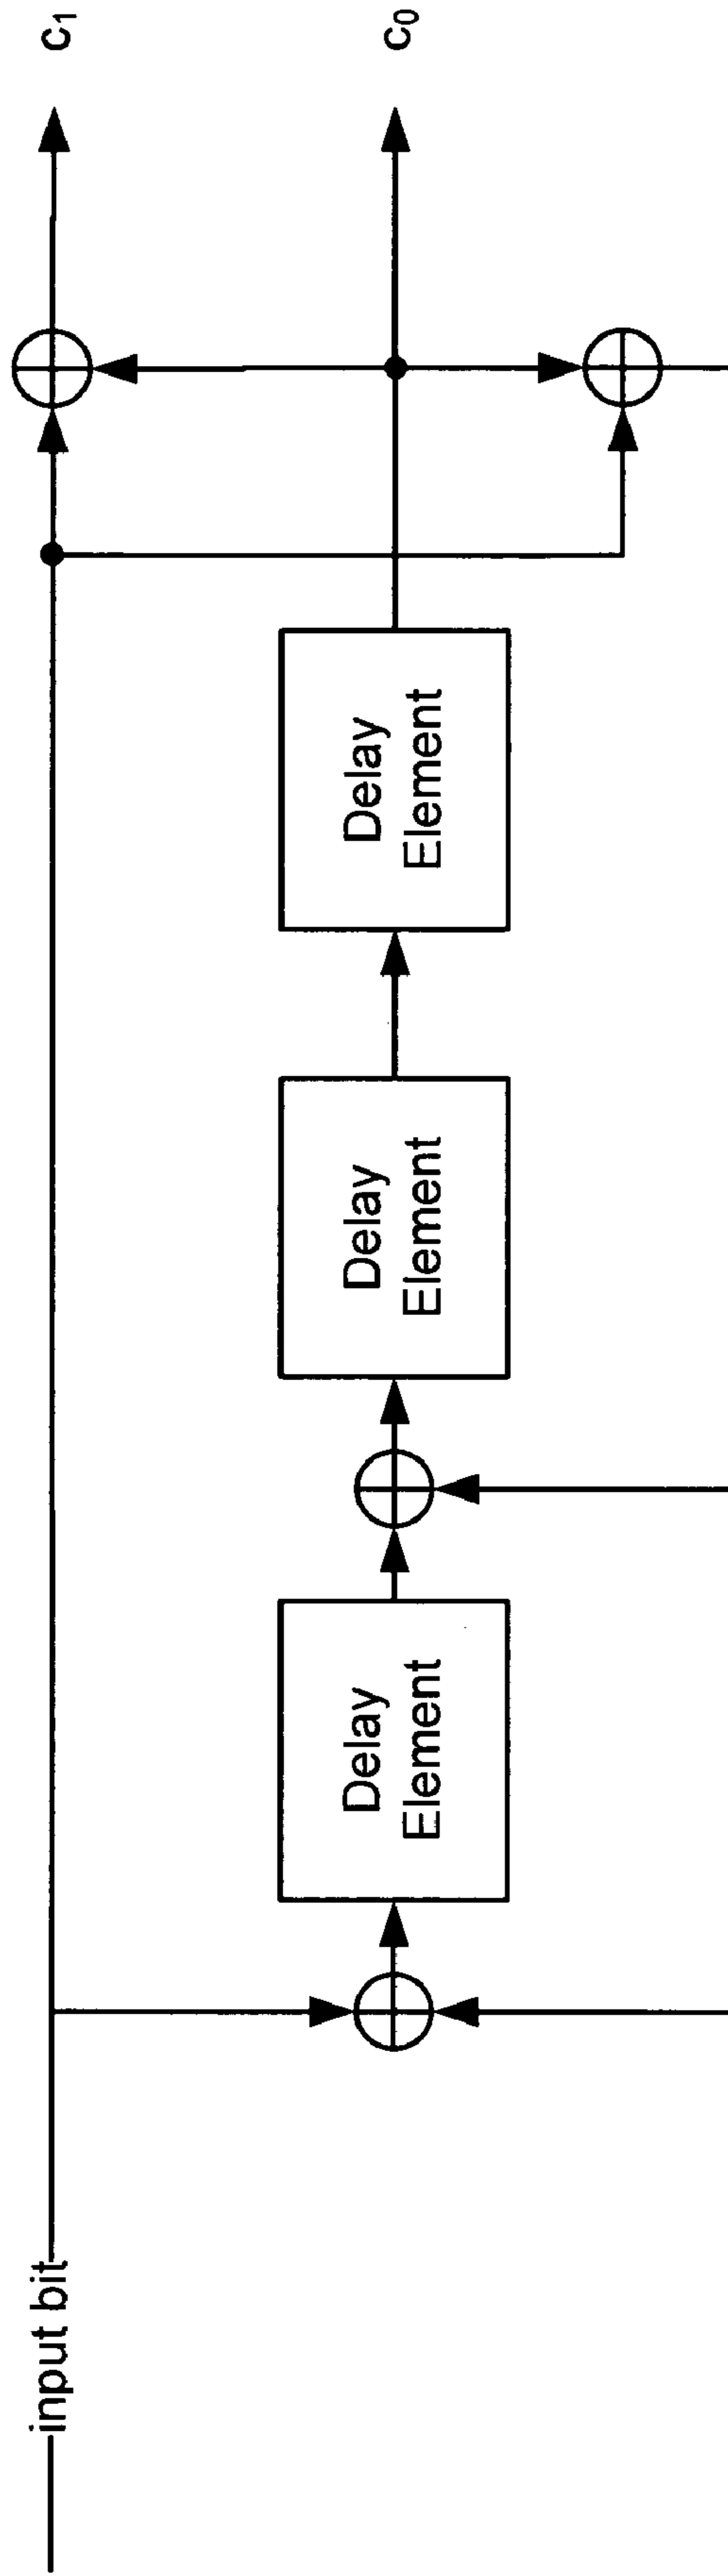 input bit
Delay
Element
Delay
Element
Delay
Element
c₁
c₀